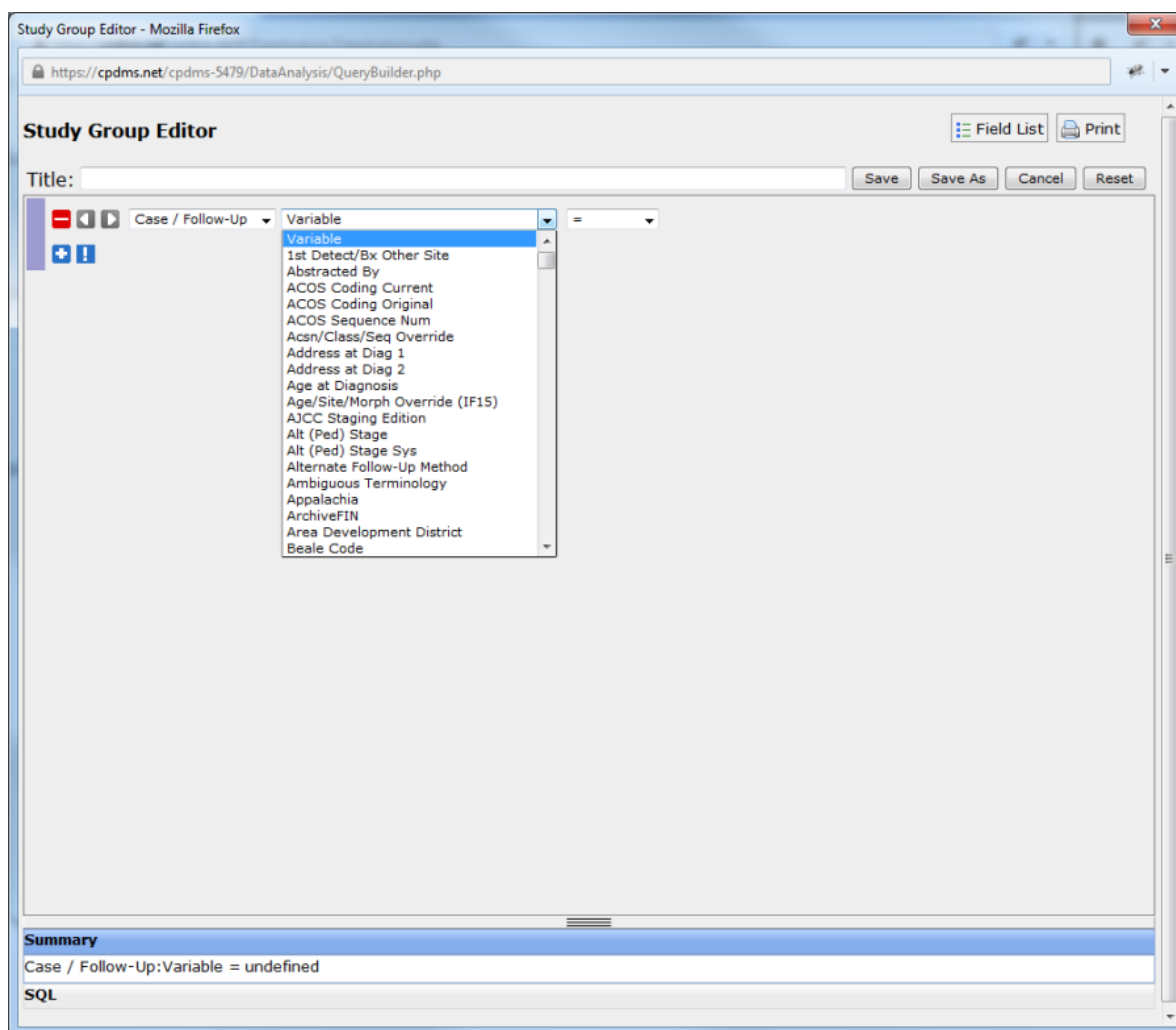 Study Group Editor - Mozilla Firefox
https://cpdms.net/cpdms-5479/DataAnalysis/QueryBuilder.php
Study Group Editor
Field List
Print
Title:
Save
Save As
Cancel
Reset
Case / Follow-Up
Variable
=
Variable
1st Detect/Bx Other Site
Abstracted By
ACOS Coding Current
ACOS Coding Original
ACOS Sequence Num
Acsn/Class/Seq Override
Address at Diag 1
Address at Diag 2
Age at Diagnosis
Age/Site/Morph Override (IF15)
AJCC Staging Edition
Alt (Ped) Stage
Alt (Ped) Stage Sys
Alternate Follow-Up Method
Ambiguous Terminology
Appalachia
ArchiveFIN
Area Development District
Beale Code
Summary
Case / Follow-Up:Variable = undefined
SQL